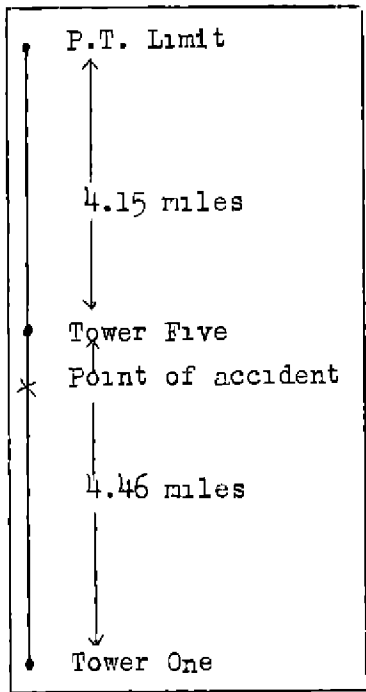 P.T. Limit
4.15 miles
Tower Five
Point of accident
4.46 miles
Tower One